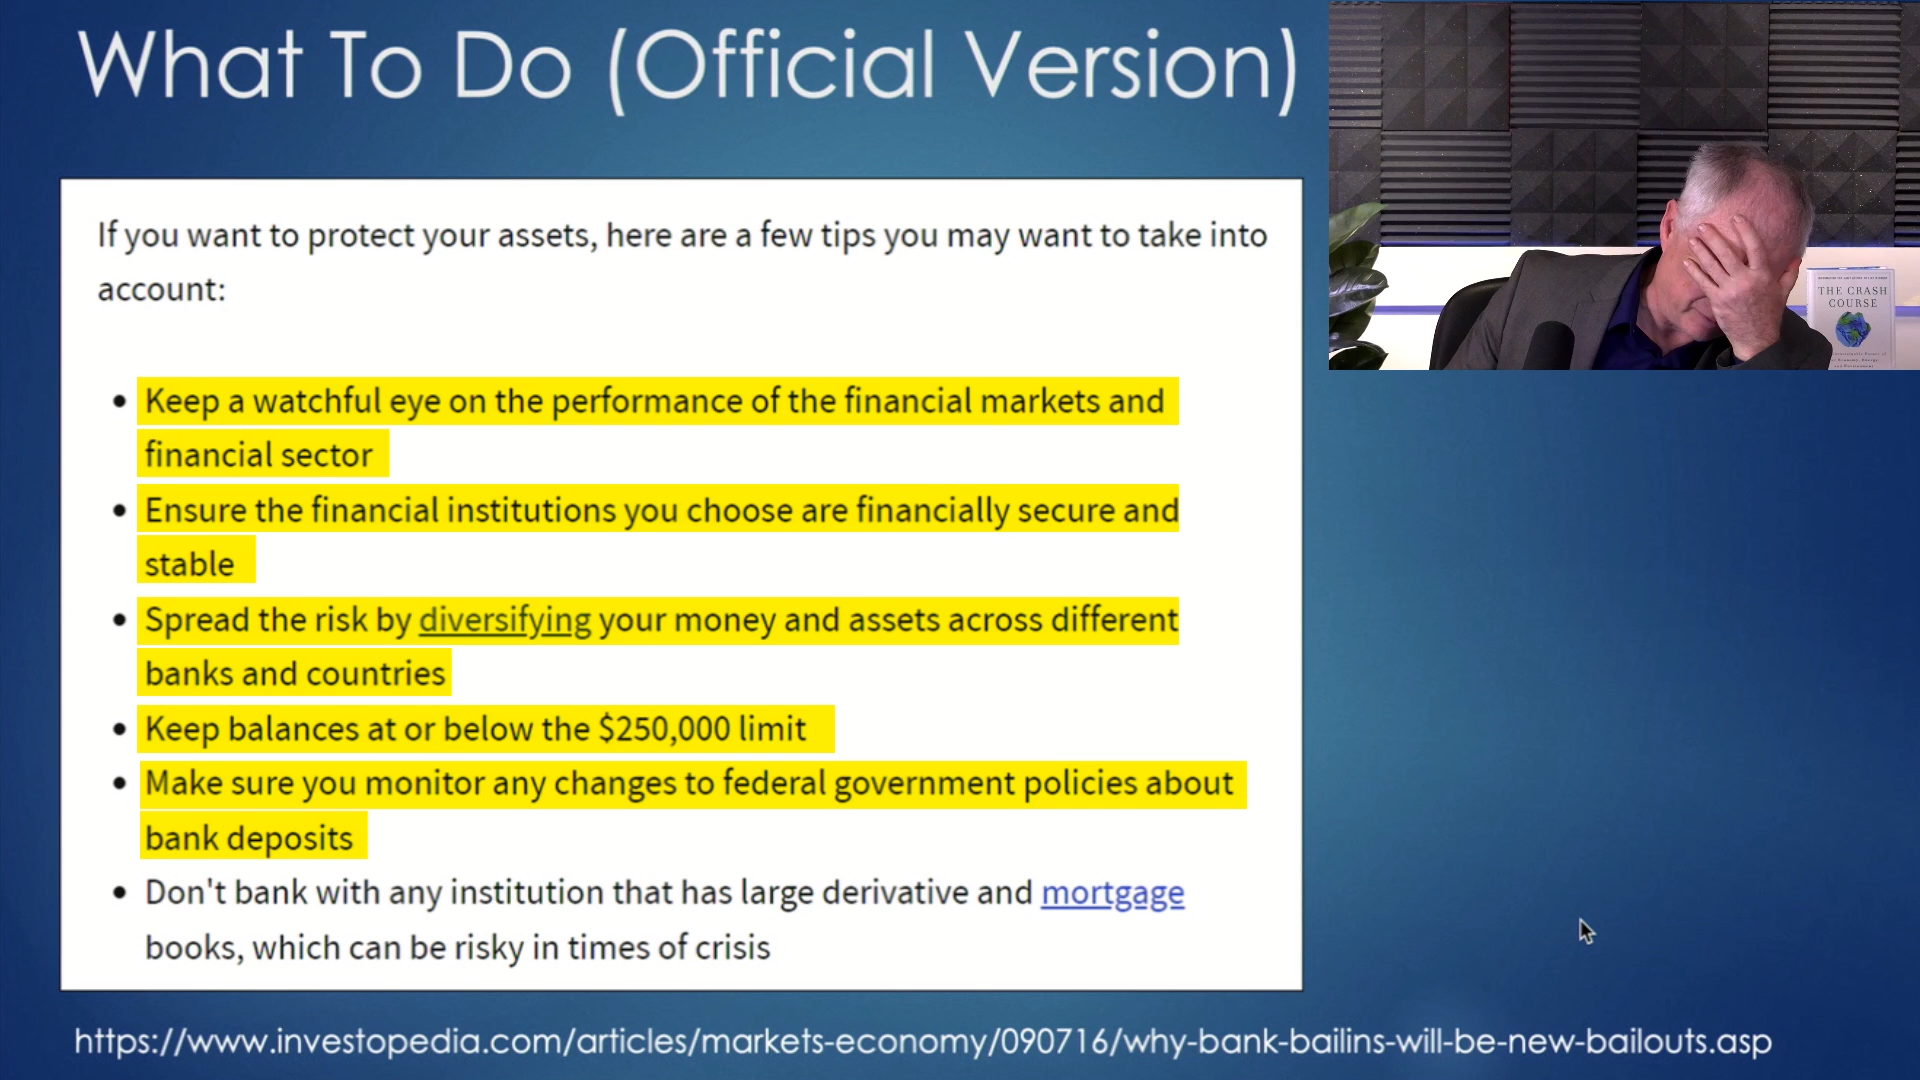 What To Do (Official Version)
If you want to protect your assets, here are a few tips you may want to take into
account:
• Keep a watchful eye on the performance of the financial markets and
financial sector
• Ensure the financial institutions you choose are financially secure and
stable
• Spread the risk by diversifying your money and assets across different
banks and countries
• Keep balances at or below the $250,000 limit
• Make sure you monitor any changes to federal government policies about
bank deposits
• Don't bank with any institution that has large derivative and mortgage
books, which can be risky in times of crisis
https://www.investopedia.com/articles/markets-economy/090716/why-bank-bailins-will-be-new-bailouts.asp
THE CRASH
COURSE